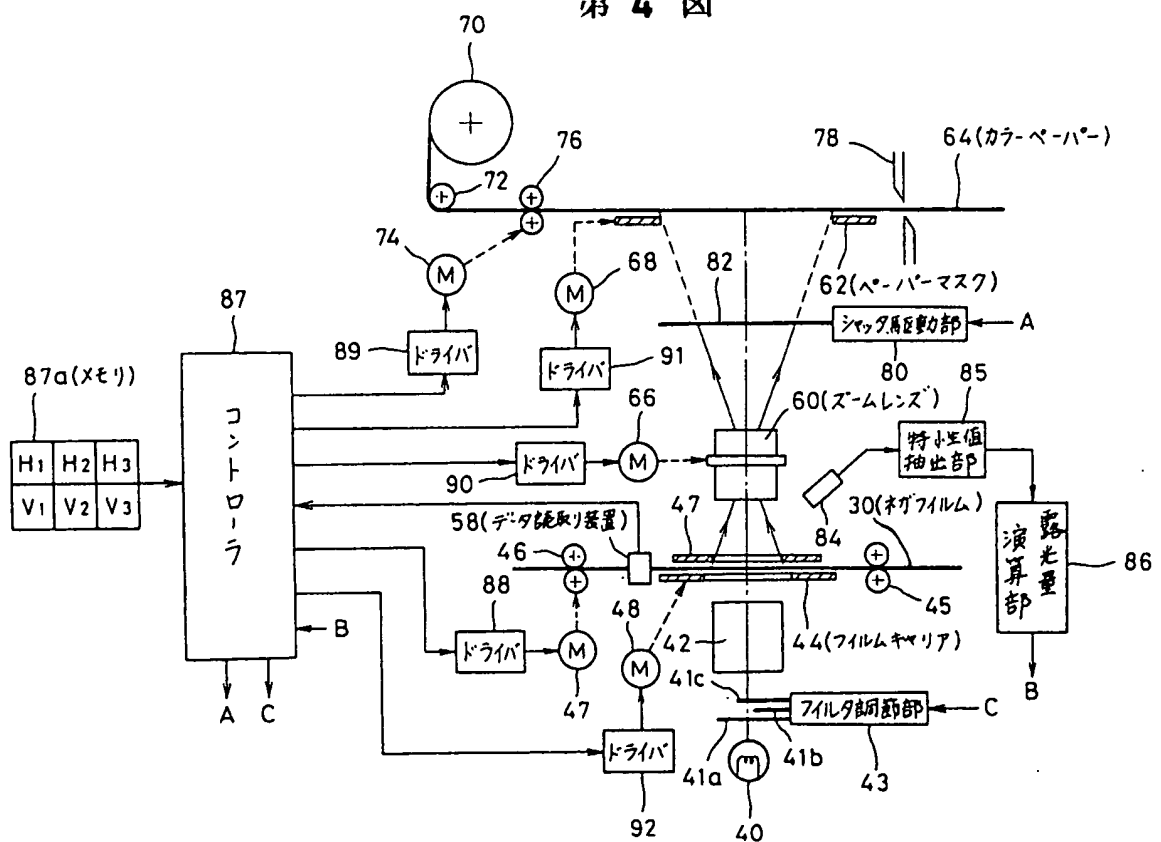 第 4 図
70
72
76
78
64(カラーペーパー)
74
M
68
M
82
62(ペーパーマスク)
シャッタ駆動部
A
80
87
89
ドライバ
91
ドライバ
87a(メモリ)
コントローラ
H1 H2 H3
V1 V2 V3
66
60(ズームレンズ)
85
特性値
抽出部
ドライバ
M
90
84
58(データ読取り装置)
47
30(ネガフィルム)
46
露光量
演算部
86
45
88
ドライバ
M
47
48
M
42
44(フィルムキャリア)
B
B
A
C
41c
フィルタ調節部
C
41b
41a
43
ドライバ
92
40